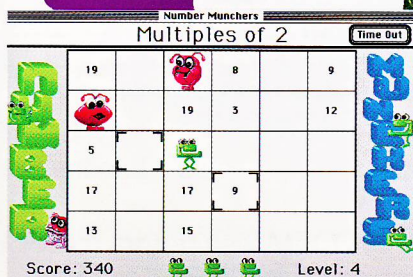 Number Munchers
Multiples of 2
Time Out
19 8 9
19 3 12
5
17 17 9
13 15
Score: 340
Level: 4